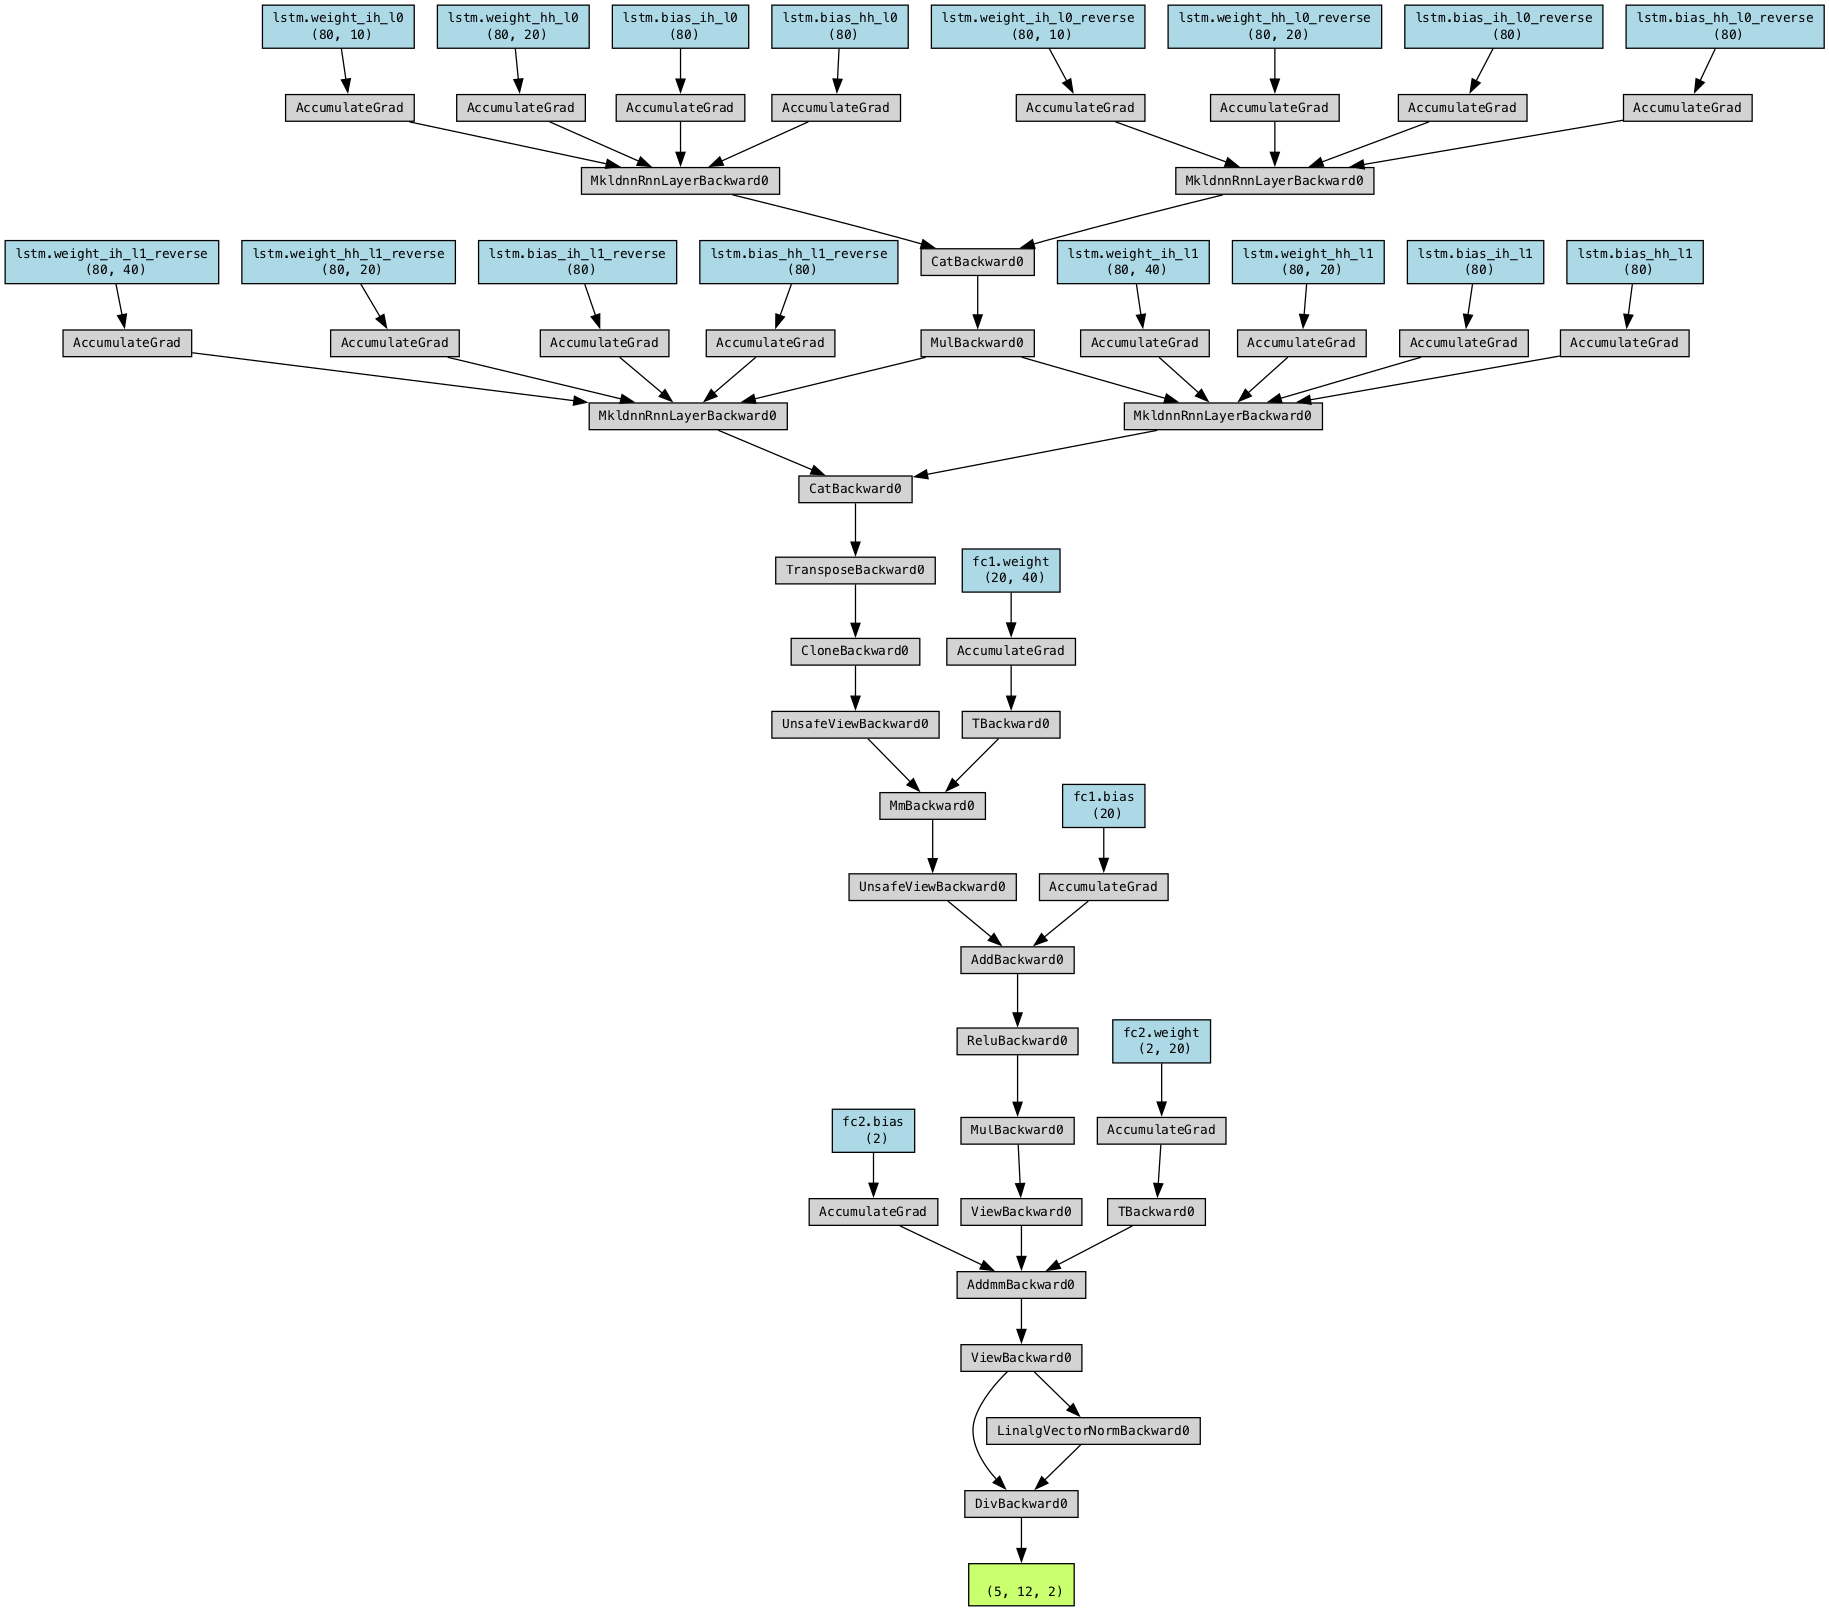 lstm.weight_ih_l0
(80, 10)
lstm.weight_hh_l0
(80, 20)
lstm.bias_ih_l0
(80)
lstm.bias_hh_l0
(80)
lstm.weight_ih_l0_reverse
(80, 10)
lstm.weight_hh_l0_reverse
(80, 20)
lstm.bias_ih_l0_reverse
(80)
lstm.bias_hh_l0_reverse
(80)
AccumulateGrad
AccumulateGrad
AccumulateGrad
AccumulateGrad
AccumulateGrad
AccumulateGrad
AccumulateGrad
AccumulateGrad
MkldnnRnnLayerBackward0
MkldnnRnnLayerBackward0
lstm.weight_ih_l1_reverse
(80, 40)
lstm.weight_hh_l1_reverse
(80, 20)
lstm.bias_ih_l1_reverse
(80)
lstm.bias_hh_l1_reverse
(80)
CatBackward0
lstm.weight_ih_l1
(80, 40)
lstm.weight_hh_l1
(80, 20)
lstm.bias_ih_l1
(80)
lstm.bias_hh_l1
(80)
AccumulateGrad
AccumulateGrad
AccumulateGrad
AccumulateGrad
MulBackward0
AccumulateGrad
AccumulateGrad
AccumulateGrad
AccumulateGrad
MkldnnRnnLayerBackward0
MkldnnRnnLayerBackward0
CatBackward0
TransposeBackward0
fc1.weight
(20, 40)
CloneBackward0
AccumulateGrad
UnsafeViewBackward0
TBackward0
MmBackward0
fc1.bias
(20)
UnsafeViewBackward0
AccumulateGrad
AddBackward0
ReluBackward0
fc2.weight
(2, 20)
fc2.bias
(2)
MulBackward0
AccumulateGrad
AccumulateGrad
ViewBackward0
TBackward0
AddmmBackward0
ViewBackward0
LinalgVectorNormBackward0
DivBackward0
(5, 12, 2)